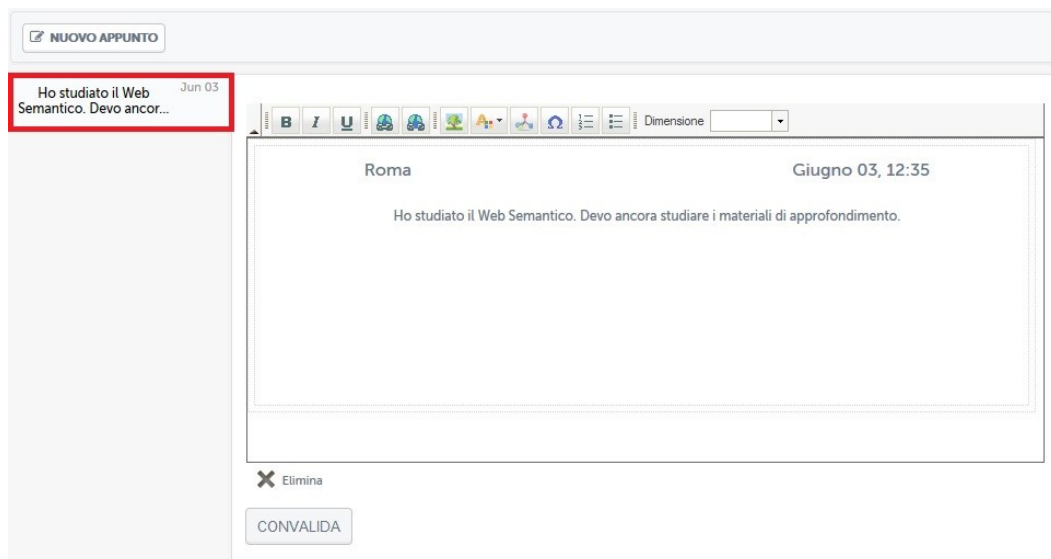 NUOVO APPUNTO
Ho studiato il Web
Semantico. Devo ancor...
Jun 03
B I U A Ω Dimensione
Roma
Giugno 03, 12:35
Ho studiato il Web Semantico. Devo ancora studiare i materiali di approfondimento.
Elimina
CONVALIDA